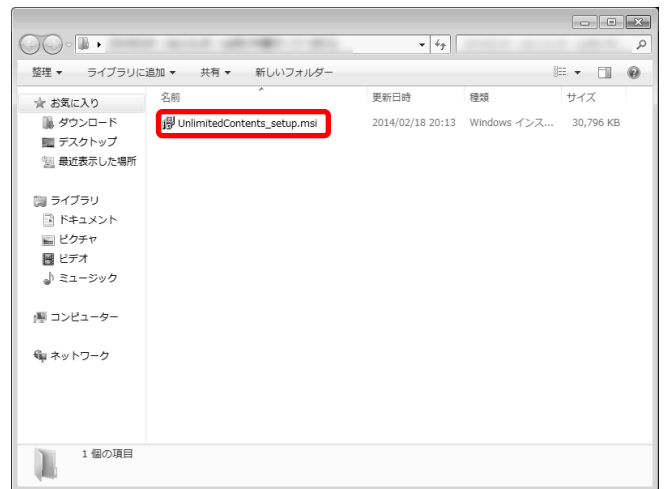 整理 ▼ ライブラリに追加 ▼ 共有 ▼ 新しいフォルダー
お気に入り
ダウンロード
デスクトップ
最近表示した場所
ライブラリ
ドキュメント
ピクチャ
ビデオ
ミュージック
コンピューター
ネットワーク
名前 更新日時 種類 サイズ
UnlimitedContents_setup.msi 2014/02/18 20:13 Windows インス... 30,796 KB
1 個の項目